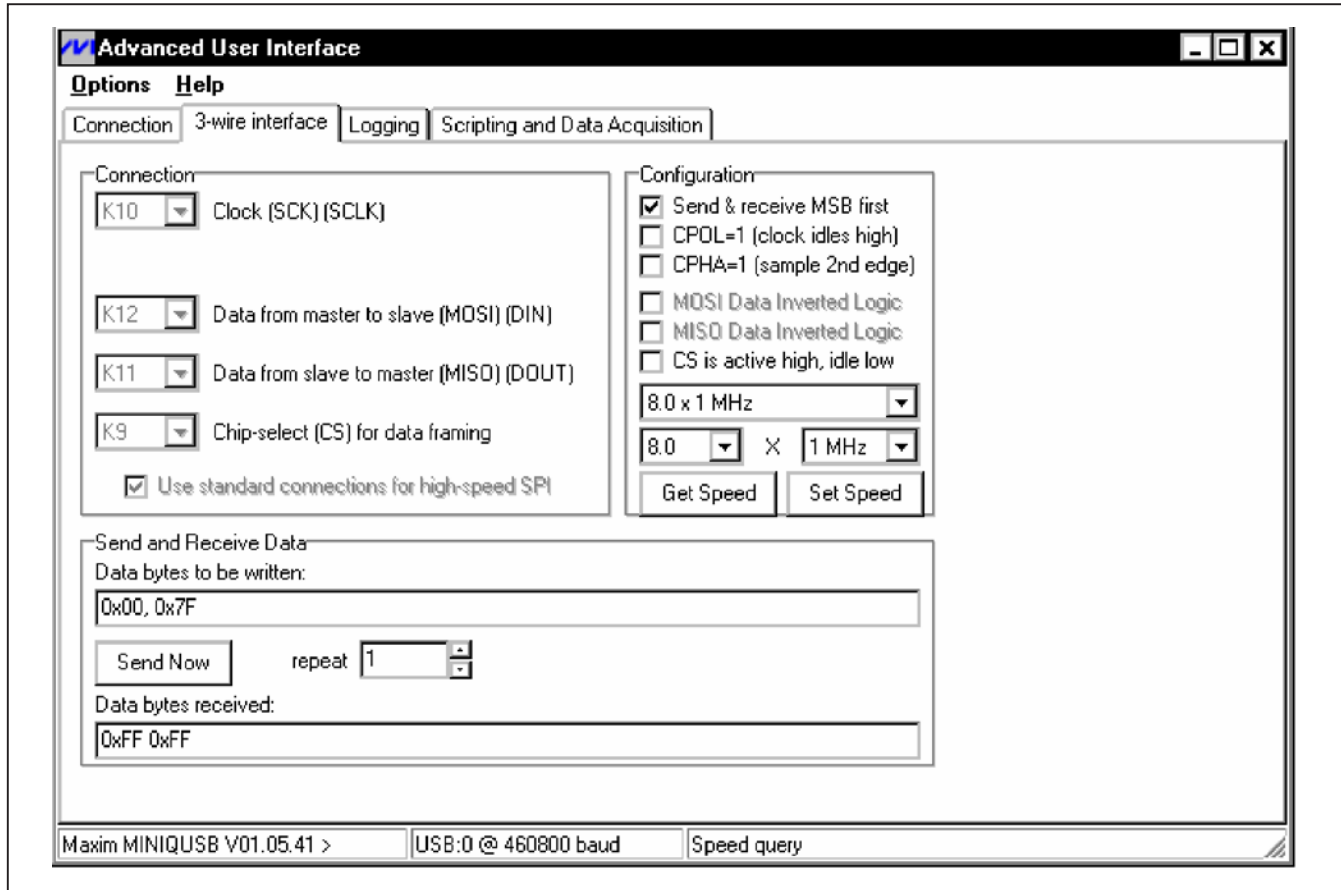 Advanced User Interface
Options Help
Connection 3-wire interface Logging Scripting and Data Acquisition
Connection
K10 Clock (SCK) (SCLK)
K12 Data from master to slave (MOSI) (DIN)
K11 Data from slave to master (MISO) (DOUT)
K9 Chip-select (CS) for data framing
Use standard connections for high-speed SPI
Configuration
Send & receive MSB first
CPOL=1 (clock idles high)
CPHA=1 (sample 2nd edge)
MOSI Data Inverted Logic
MISO Data Inverted Logic
CS is active high, idle low
8.0 x 1 MHz
8.0 X 1 MHz
Get Speed Set Speed
Send and Receive Data
Data bytes to be written:
0x00, 0x7F
Send Now repeat 1
Data bytes received:
0xFF 0xFF
Maxim MINIQUSB V01.05.41 > USB:0 @ 460800 baud Speed query